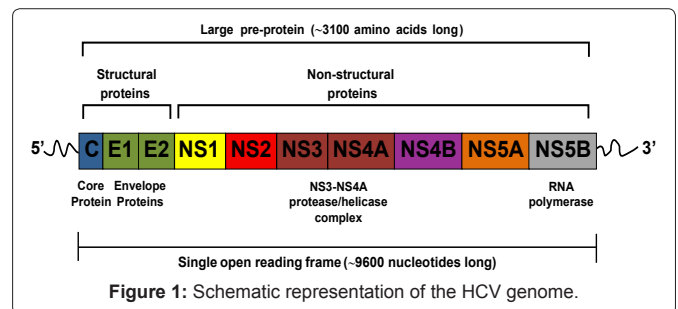 Large pre-protein (~3100 amino acids long)
Structural
proteins
Non-structural
proteins
5’ C E1 E2 NS1 NS2 NS3 NS4A NS4B NS5A NS5B 3’
Core
Protein
Envelope
Proteins
NS3-NS4A
protease/helicase
complex
RNA
polymerase
Single open reading frame (~9600 nucleotides long)
Figure 1: Schematic representation of the HCV genome.